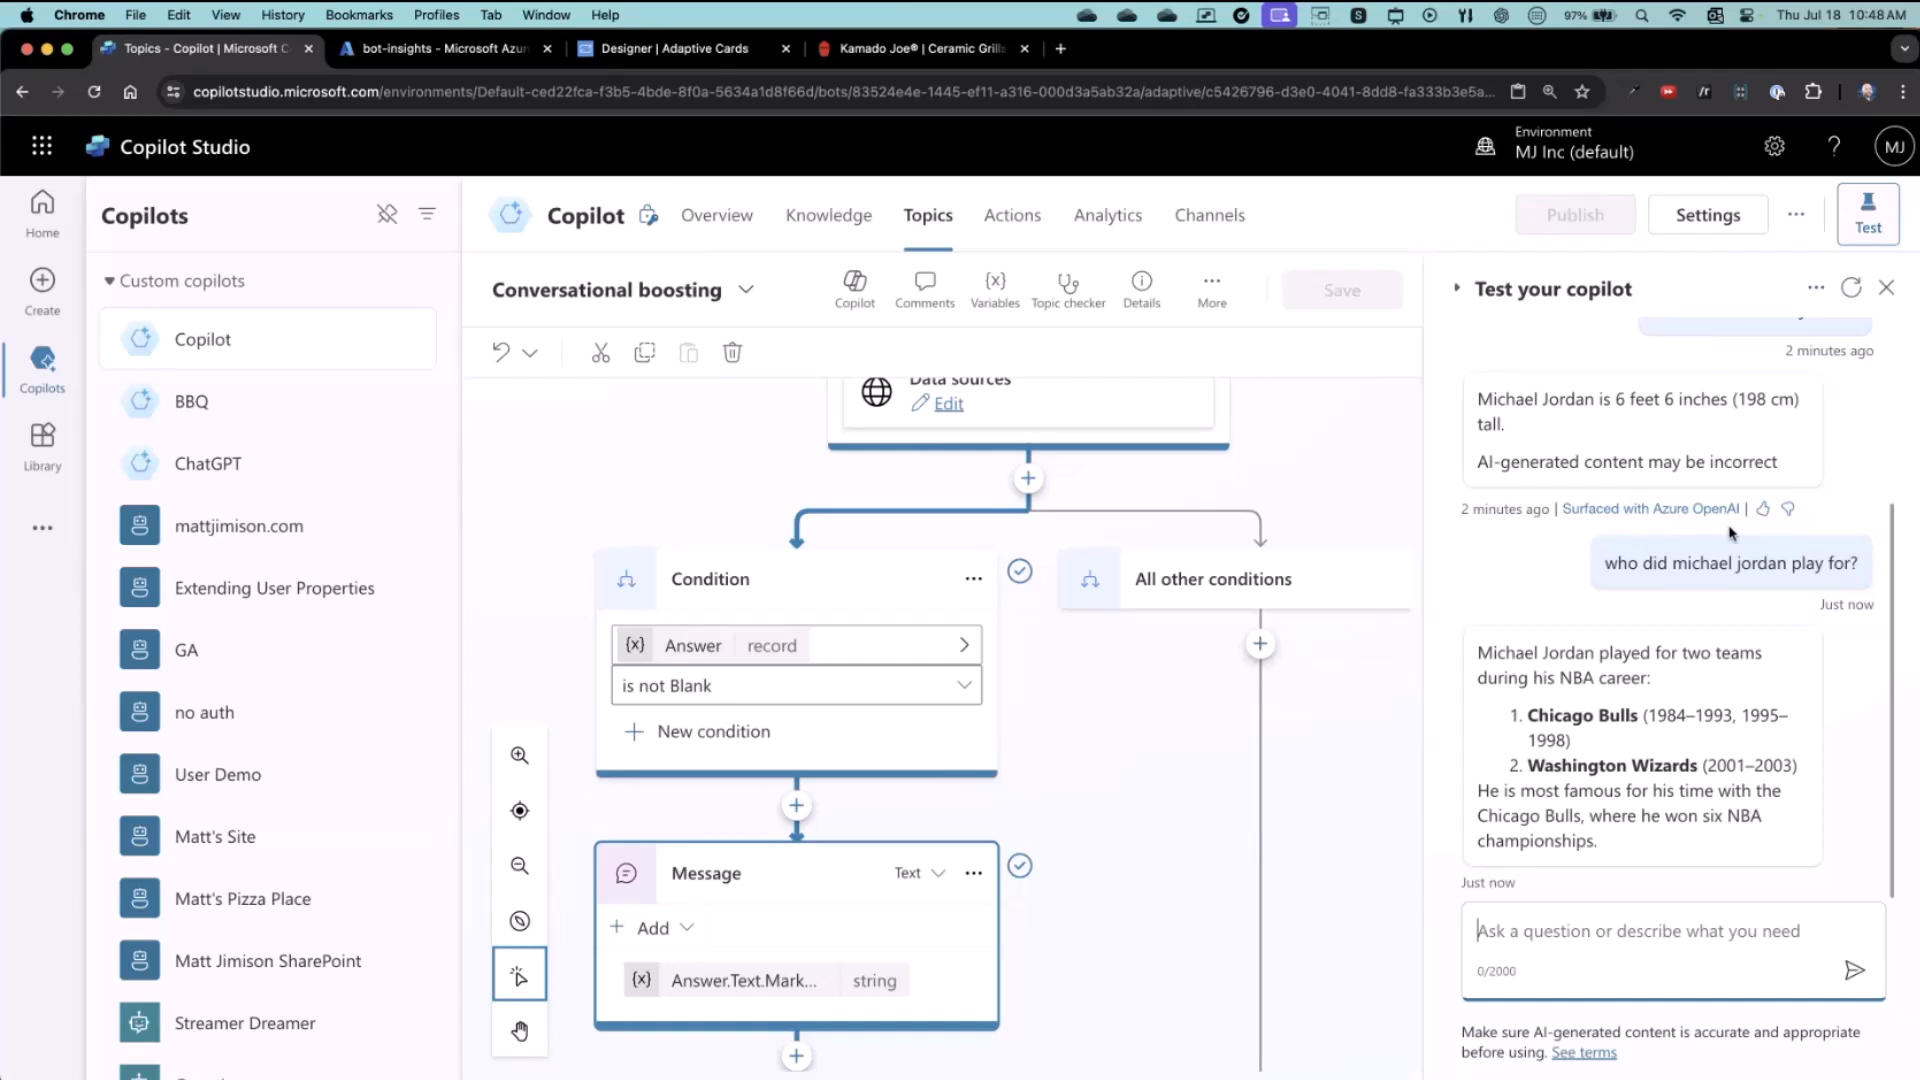 Chrome File Edit View History Bookmarks Profiles Tab Window Help 97% Thu Jul 18 10:48 AM
Topics - Copilot | Microsoft C
bot-insights - Microsoft Azur
Designer | Adaptive Cards
Kamado Joe® | Ceramic Grills
copilotstudio.microsoft.com/environments/Default-ced22fca-f3b5-4bde-8f0a-5634a1d8f66d/bots/83524e4e-1445-ef11-a316-000d3a5ab32a/adaptive/c5426796-d3e0-4041-8dd8-fa333b3e5a...
Copilot Studio
Environment
MJ Inc (default)
MJ
Home
Create
Copilots
Library
Copilots
Custom copilots
Copilot
BBQ
ChatGPT
mattjimison.com
Extending User Properties
GA
no auth
User Demo
Matt's Site
Matt's Pizza Place
Matt Jimison SharePoint
Streamer Dreamer
Copilot Overview Knowledge Topics Actions Analytics Channels
Publish Settings Test
Conversational boosting
Copilot Comments Variables Topic checker Details More
Save
Data sources
Edit
Condition
{x} Answer record
is not Blank
New condition
All other conditions
Message Text
Add
{x} Answer.Text.Mark... string
Test your copilot
2 minutes ago
Michael Jordan is 6 feet 6 inches (198 cm)
tall.
AI-generated content may be incorrect
2 minutes ago | Surfaced with Azure OpenAI |
who did michael jordan play for?
Just now
Michael Jordan played for two teams
during his NBA career:
1. Chicago Bulls (1984–1993, 1995–
1998)
2. Washington Wizards (2001–2003)
He is most famous for his time with the
Chicago Bulls, where he won six NBA
championships.
Just now
Ask a question or describe what you need
0/2000
Make sure AI-generated content is accurate and appropriate
before using. See terms